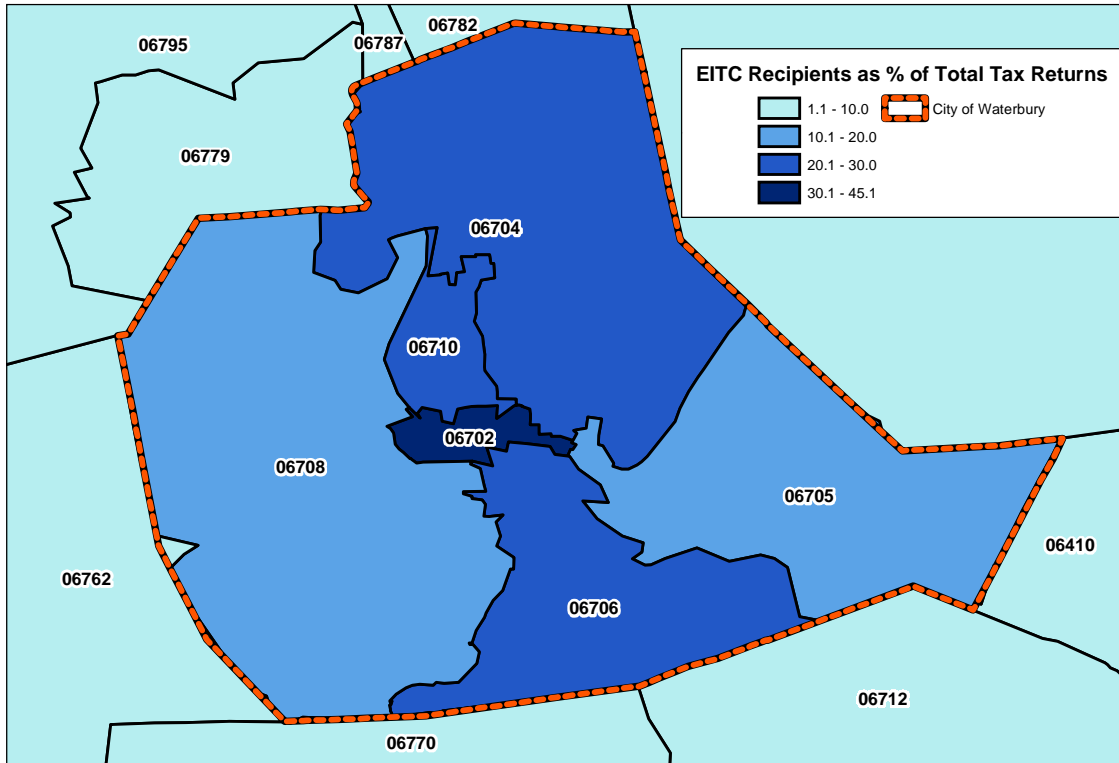 06782
06795
06787
EITC Recipients as % of Total Tax Returns
1.1 - 10.0
City of Waterbury
10.1 - 20.0
20.1 - 30.0
30.1 - 45.1
06779
06704
06710
06702
06708
06705
06410
06762
06706
06712
06770